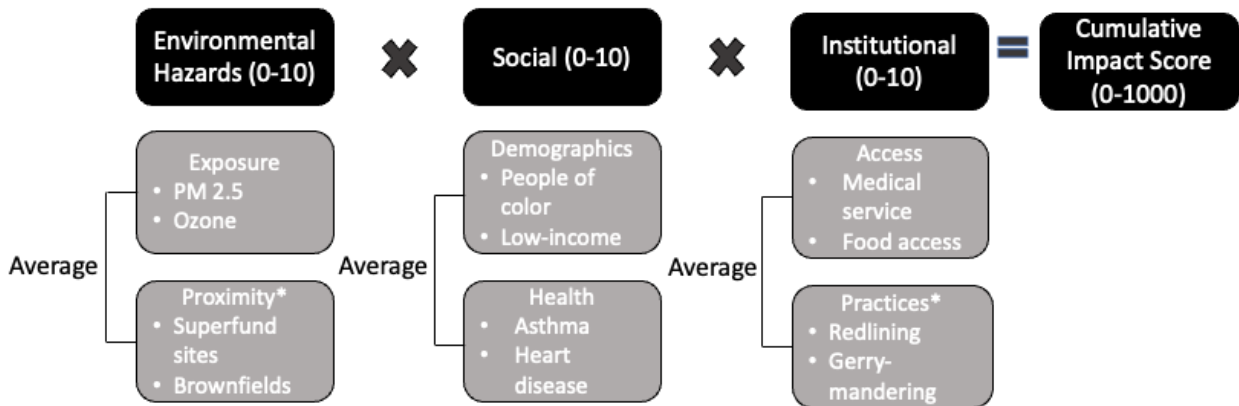 Environmental
Hazards (0-10)
Social (0-10)
Institutional
(0-10)
Cumulative
Impact Score
(0-1000)
Average
Exposure
• PM 2.5
• Ozone
Proximity*
• Superfund
sites
• Brownfields
Average
Demographics
• People of
color
• Low-income
Health
• Asthma
• Heart
disease
Average
Access
• Medical
service
• Food access
Practices*
• Redlining
• Gerry-
mandering